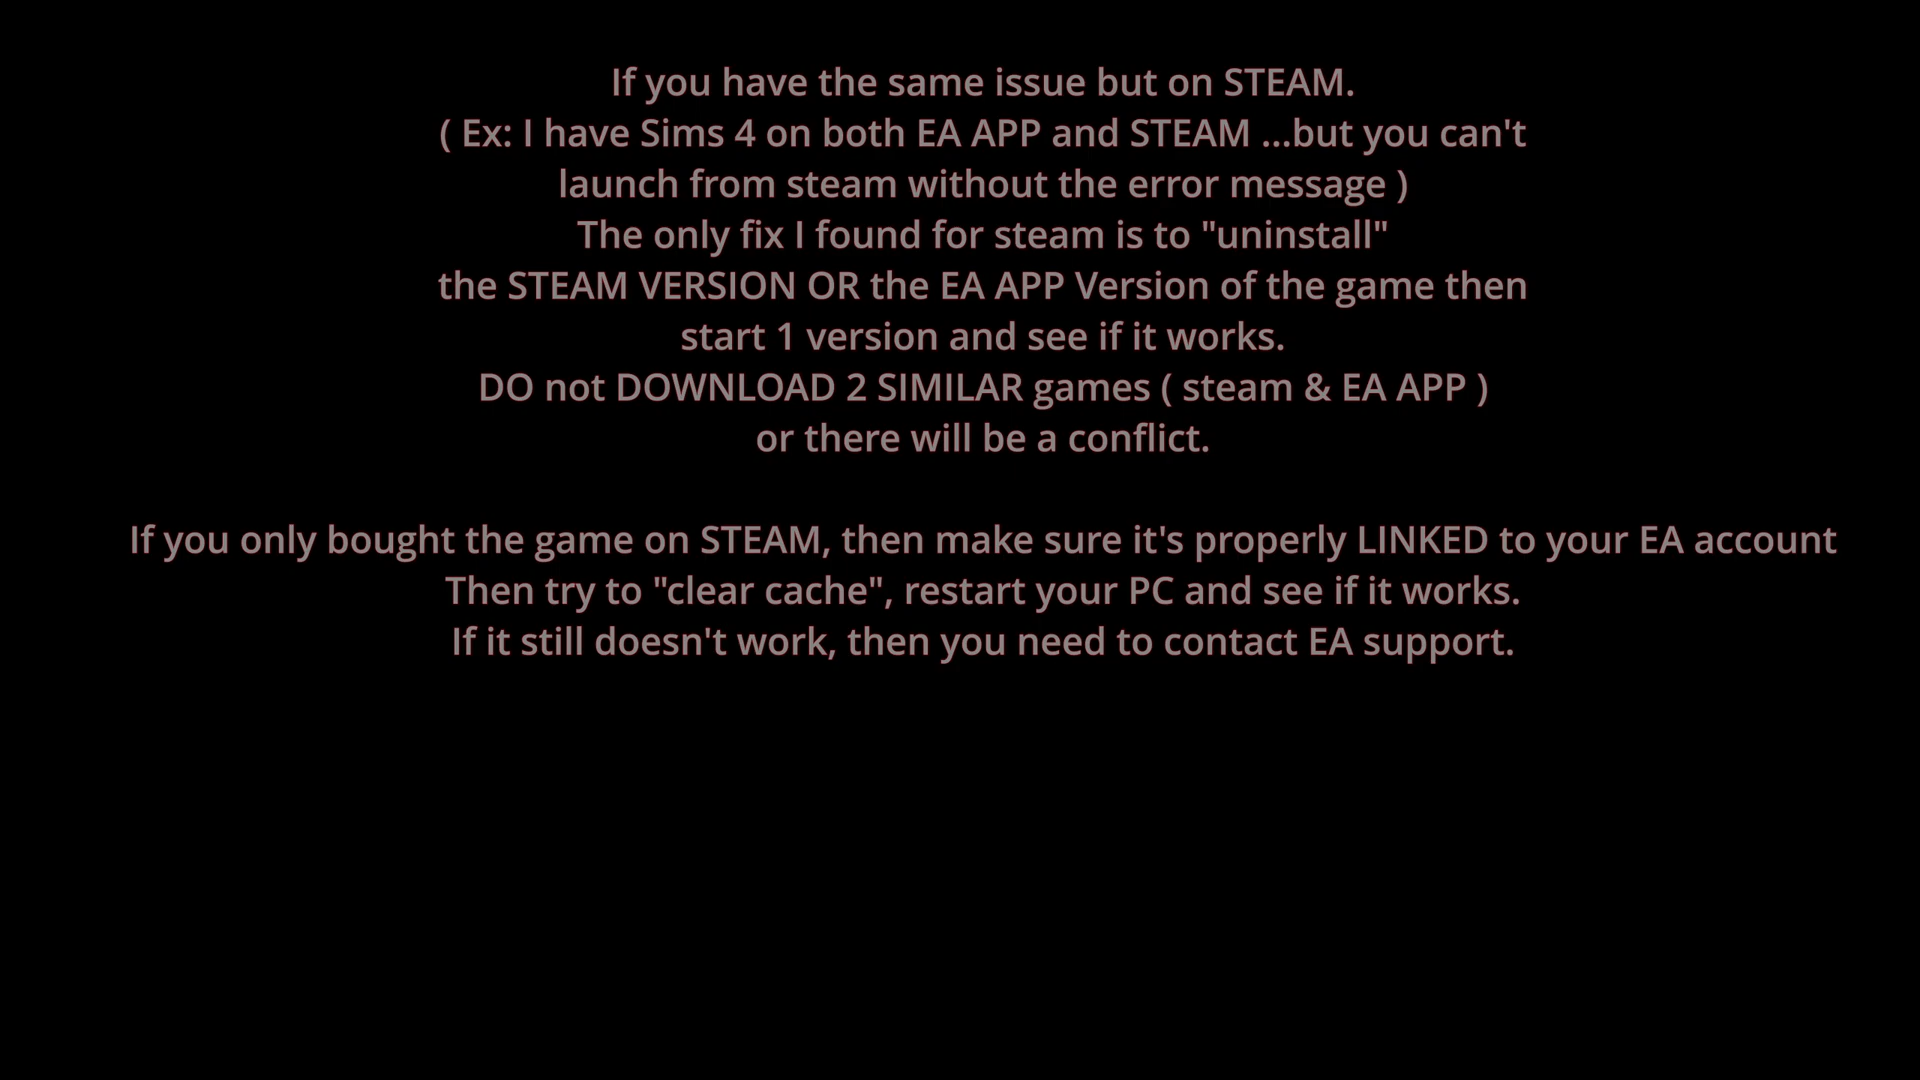 If you have the same issue but on STEAM.
( Ex: I have Sims 4 on both EA APP and STEAM ...but you can't
launch from steam without the error message )
The only fix I found for steam is to "uninstall"
the STEAM VERSION OR the EA APP Version of the game then
start 1 version and see if it works.
DO not DOWNLOAD 2 SIMILAR games ( steam & EA APP )
or there will be a conflict.
If you only bought the game on STEAM, then make sure it's properly LINKED to your EA account
Then try to "clear cache", restart your PC and see if it works.
If it still doesn't work, then you need to contact EA support.